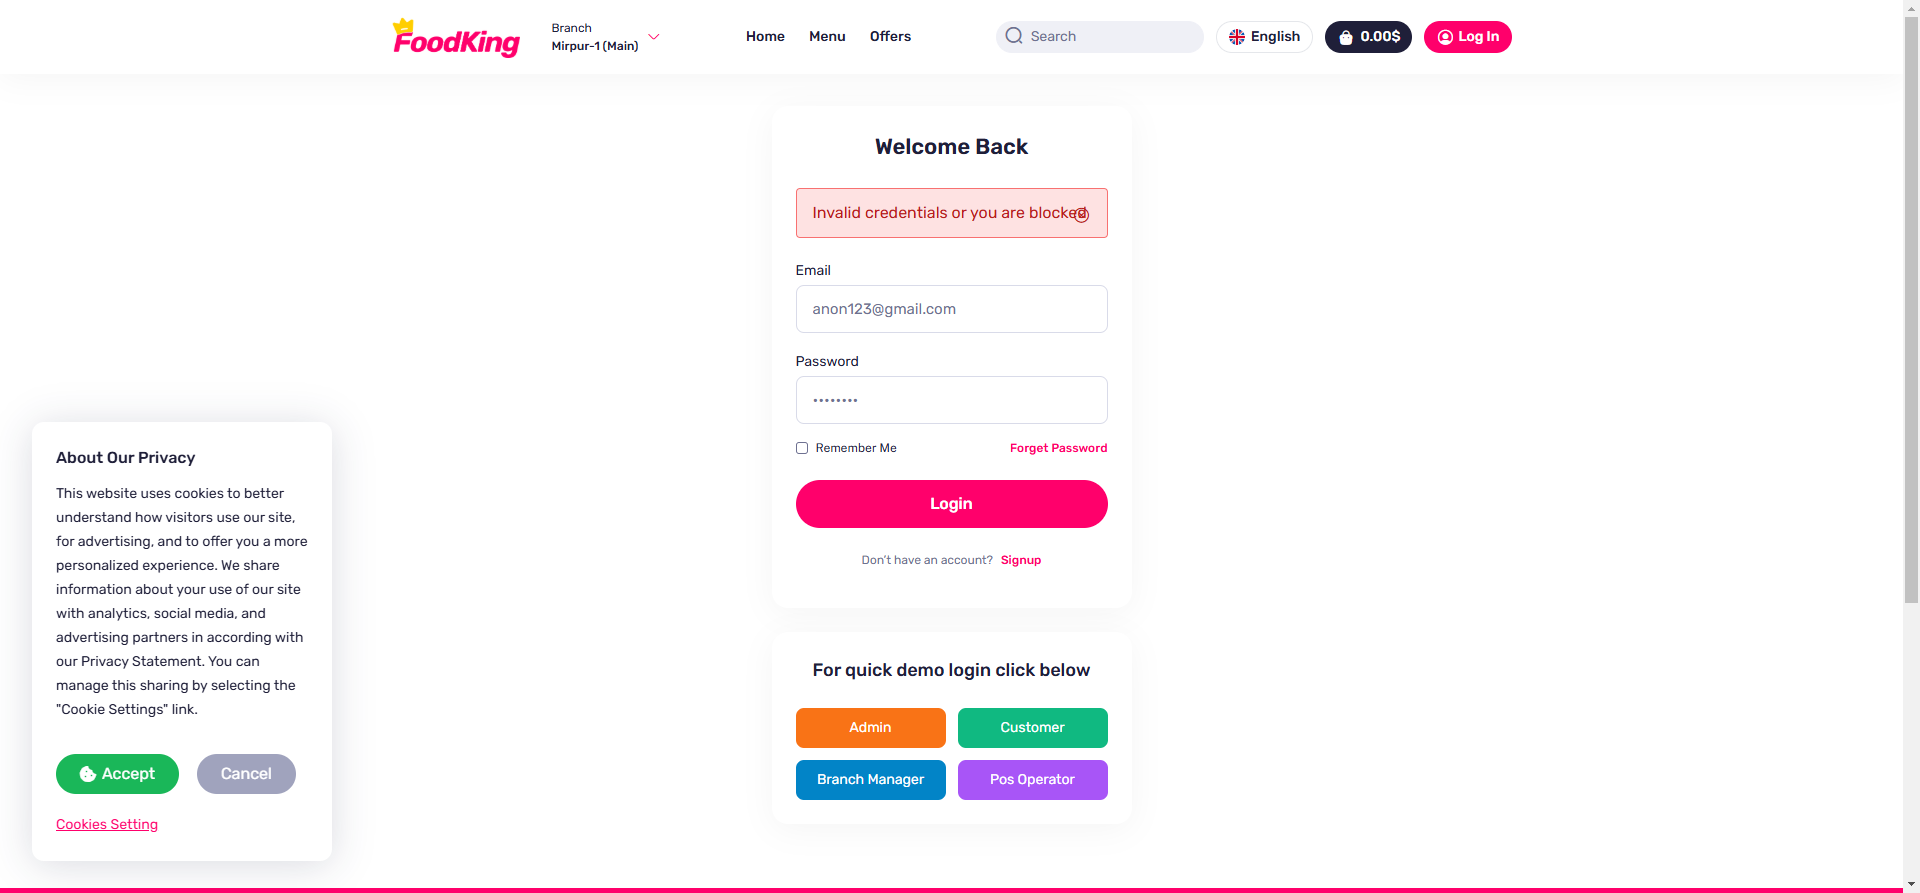 FoodKing
Branch
Mirpur-1 (Main)
Home
Menu
Offers
Search
English
0.00$
Log In
Welcome Back
Invalid credentials or you are blocked
Email
anon123@gmail.com
Password
••••••••
Remember Me
Forget Password
Login
Don't have an account? Signup
For quick demo login click below
Admin
Customer
Branch Manager
Pos Operator
About Our Privacy
This website uses cookies to better
understand how visitors use our site,
for advertising, and to offer you a more
personalized experience. We share
information about your use of our site
with analytics, social media, and
advertising partners in according with
our Privacy Statement. You can
manage this sharing by selecting the
"Cookie Settings" link.
Accept
Cancel
Cookies Setting